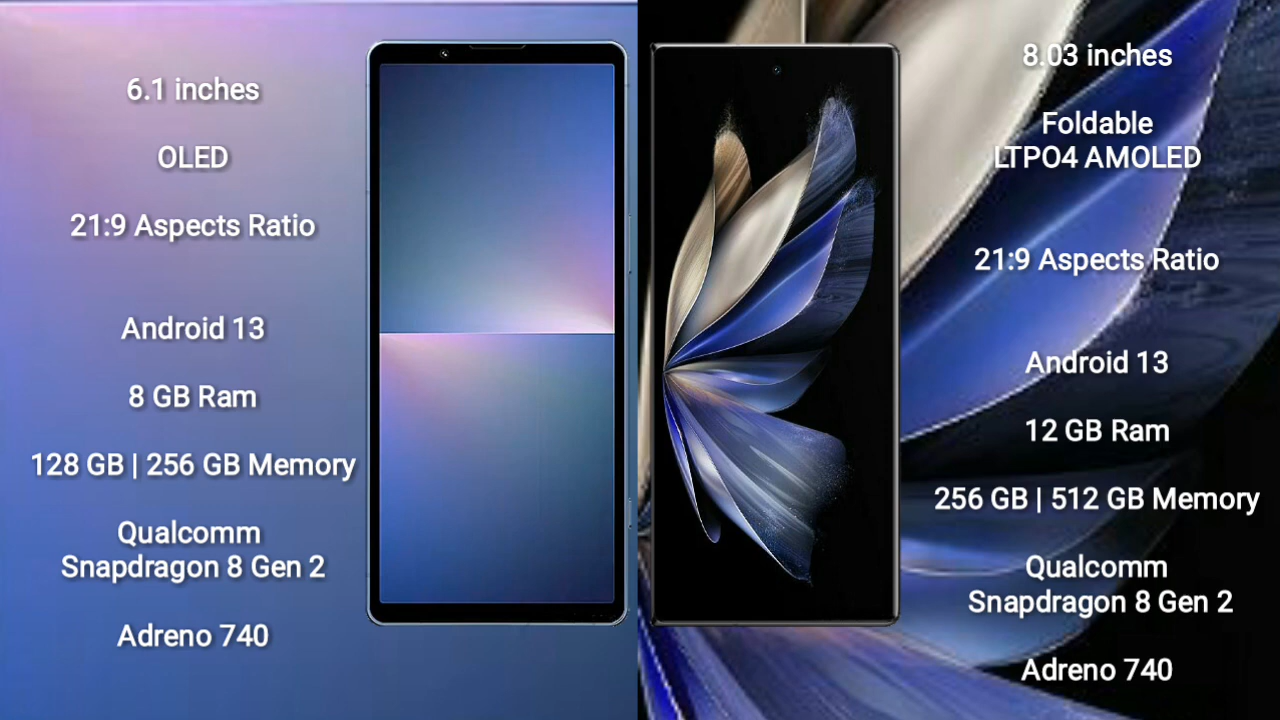 6.1 inches
OLED
21:9 Aspects Ratio
Android 13
8 GB Ram
128 GB | 256 GB Memory
Qualcomm
Snapdragon 8 Gen 2
Adreno 740
8.03 inches
Foldable
LTPO4 AMOLED
21:9 Aspects Ratio
Android 13
12 GB Ram
256 GB | 512 GB Memory
Qualcomm
Snapdragon 8 Gen 2
Adreno 740